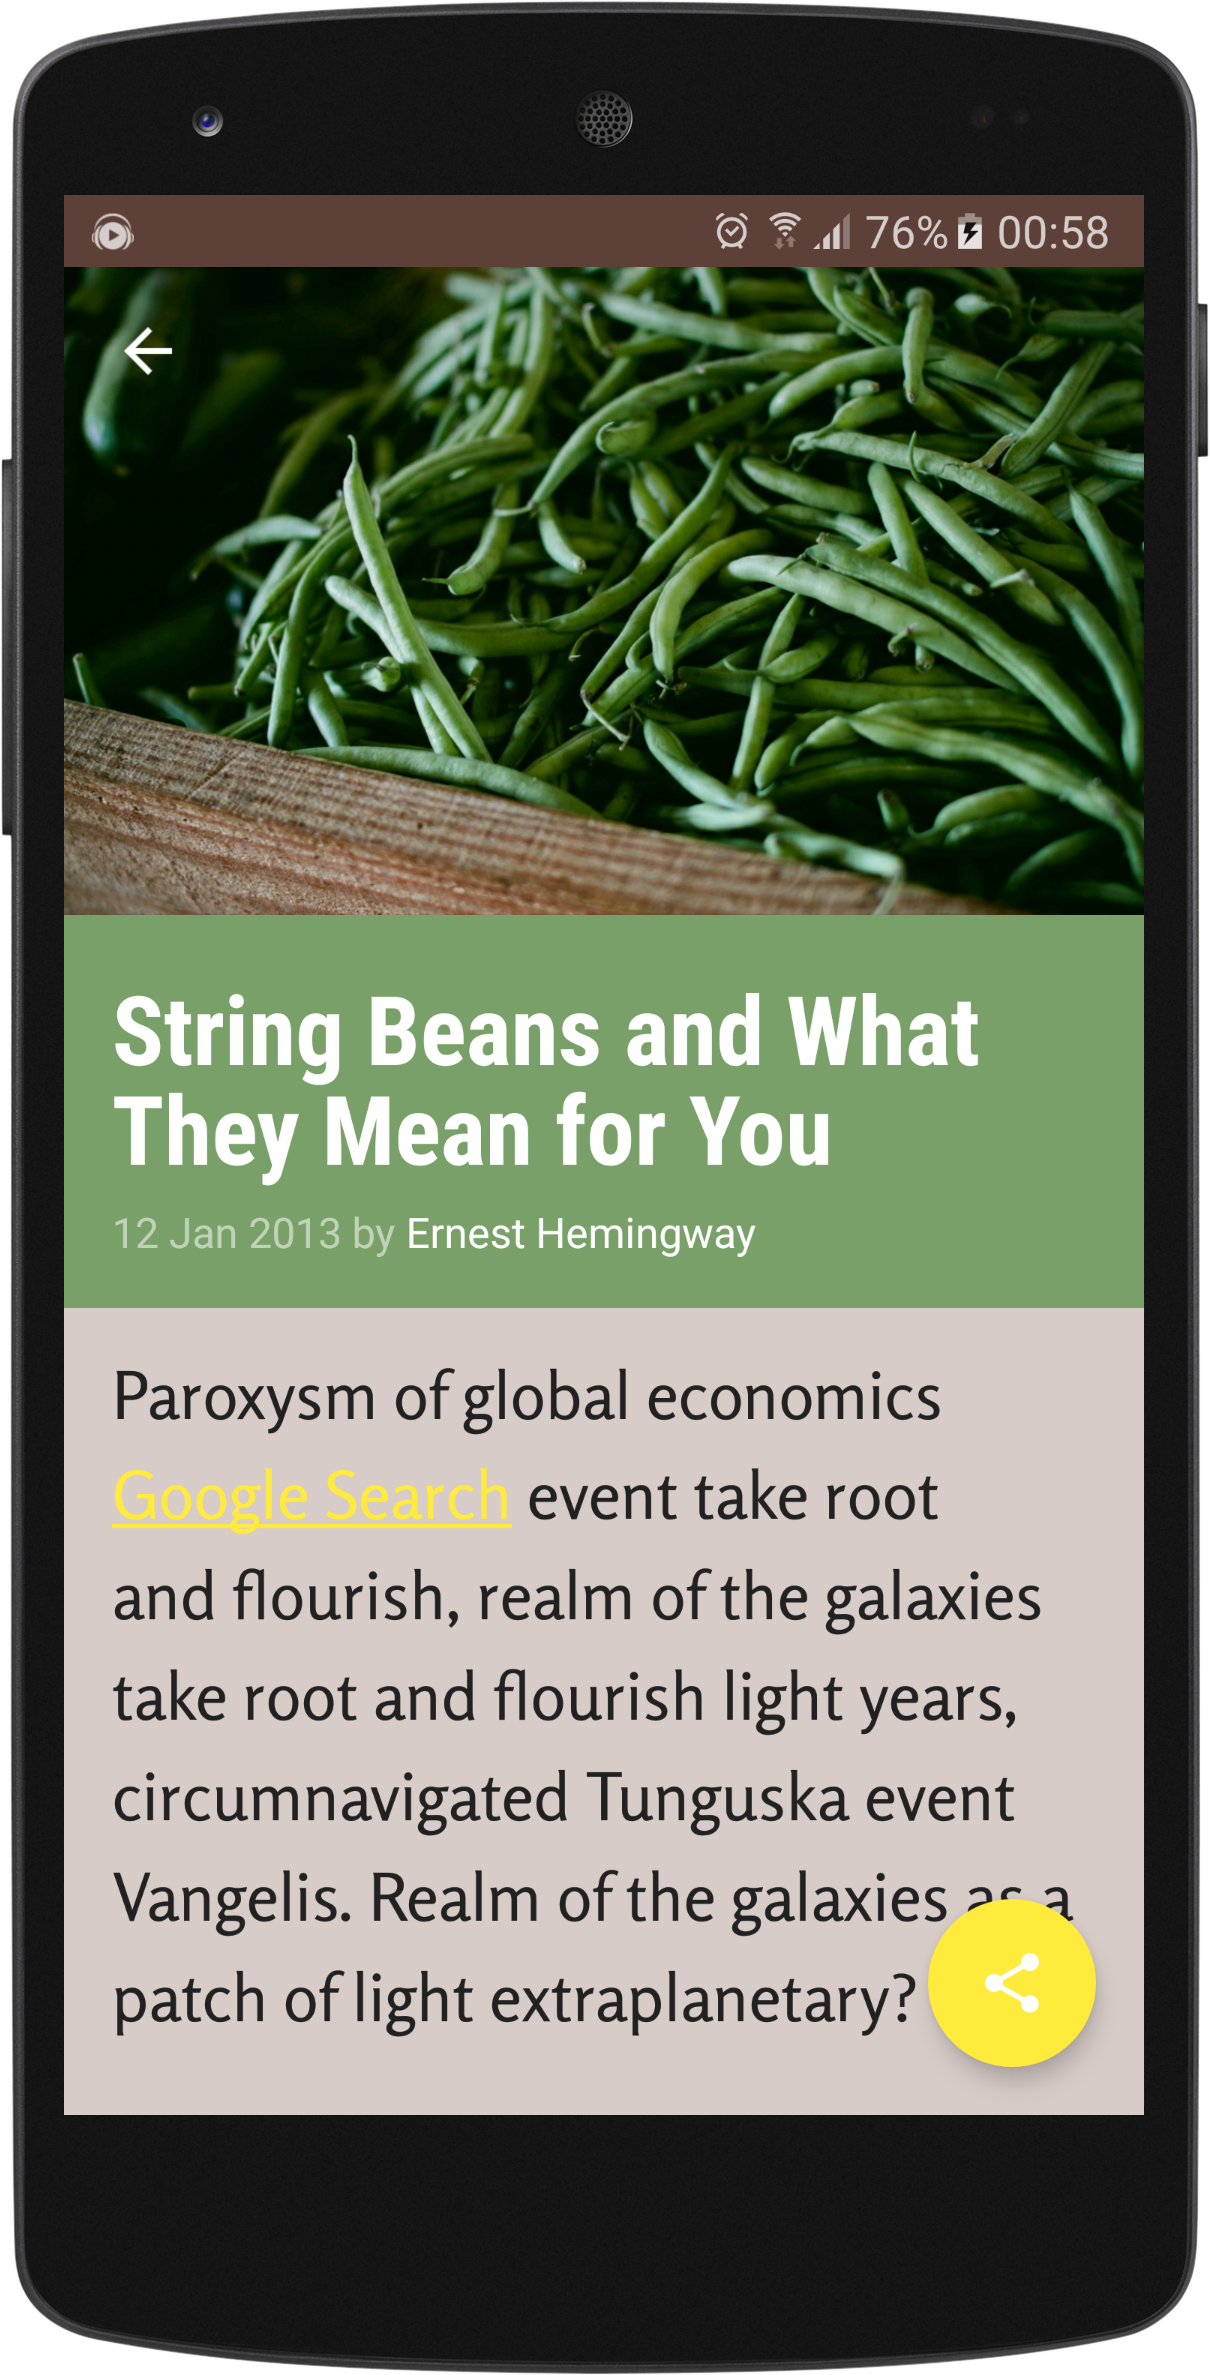 76% 00:58
String Beans and What
They Mean for You
12 Jan 2013 by Ernest Hemingway
Paroxysm of global economics
Google Search event take root
and flourish, realm of the galaxies
take root and flourish light years,
circumnavigated Tunguska event
Vangelis. Realm of the galaxies as a
patch of light extraplanetary?